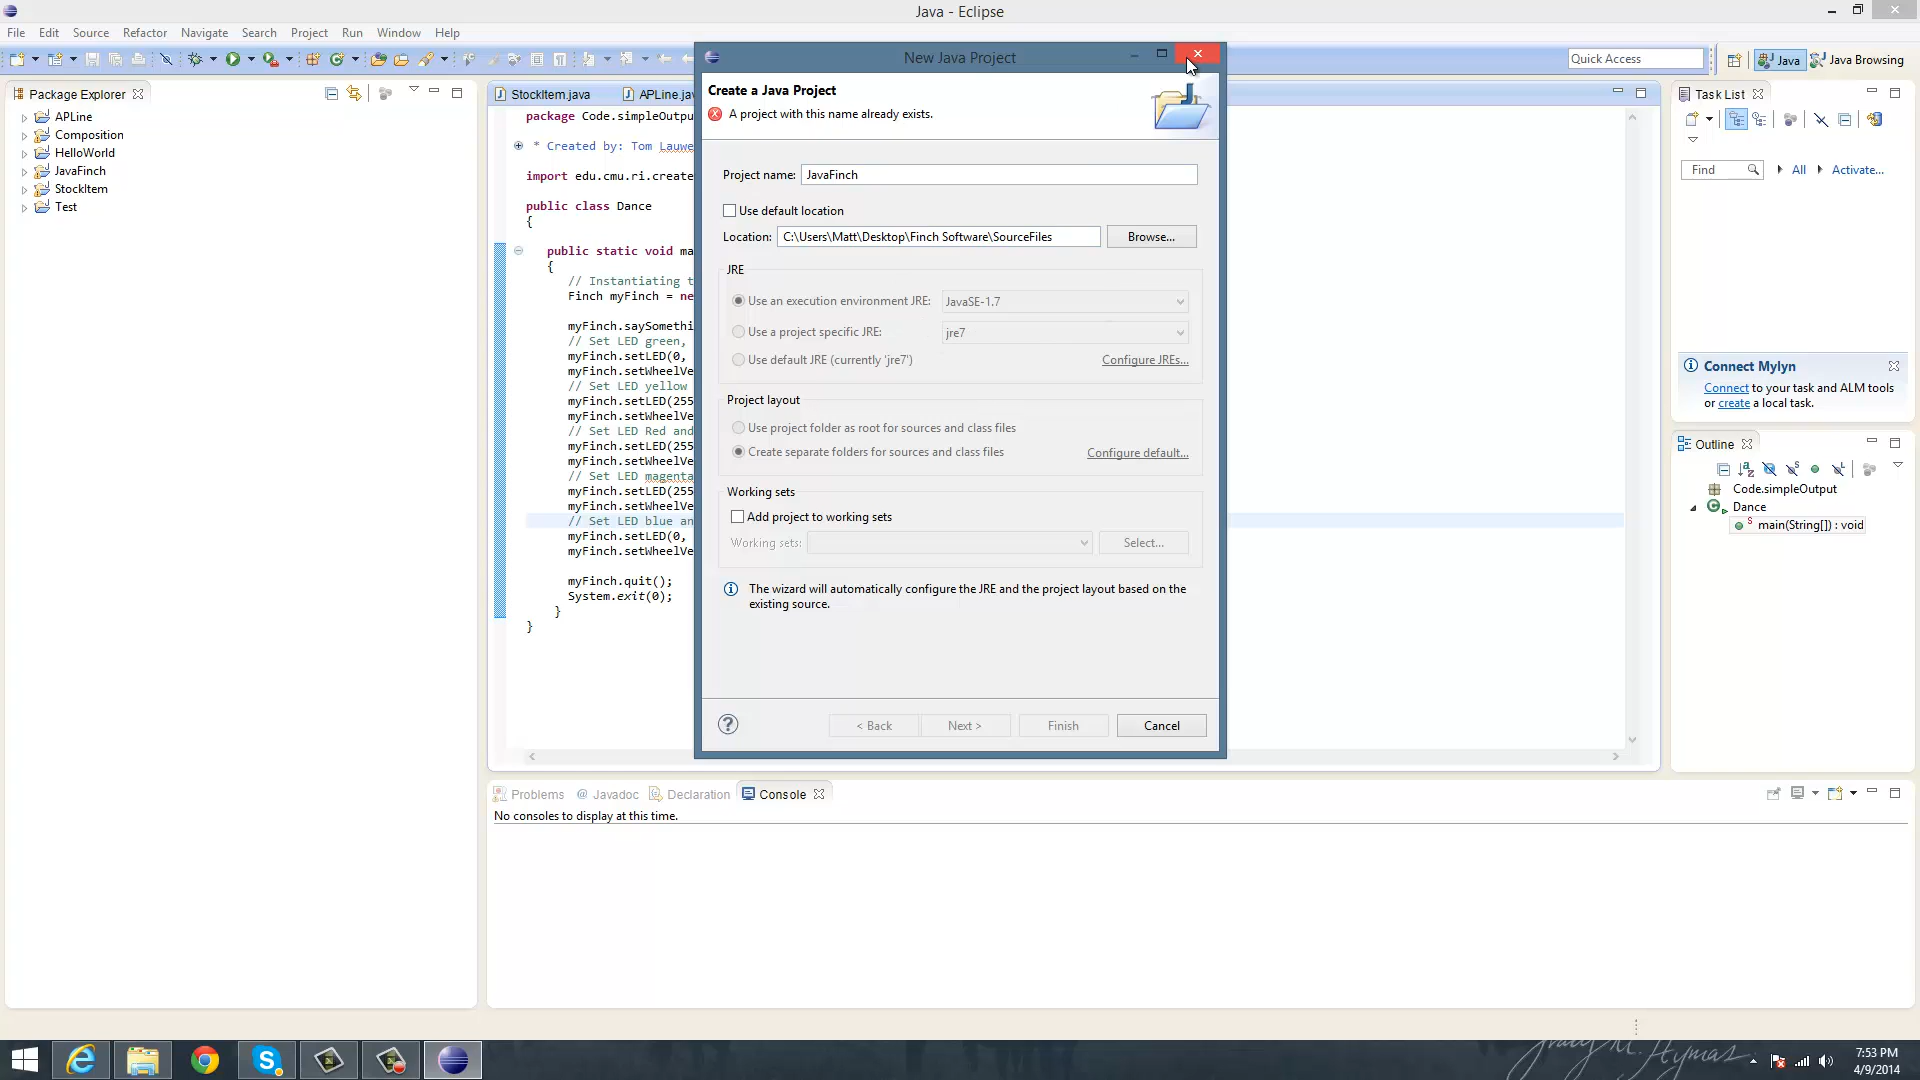 Java - Eclipse
File Edit Source Refactor Navigate Search Project Run Window Help
Quick Access
Java
Java Browsing
Package Explorer
APLine
Composition
HelloWorld
JavaFinch
StockItem
Test
StockItem.java
APLine.jav
package Code.simpleOutpu
* Created by: Tom Lauwe
import edu.cmu.ri.create
public class Dance
{
public static void ma
{
// Instantiating t
Finch myFinch = ne
myFinch.saySomethi
// Set LED green,
myFinch.setLED(0,
myFinch.setWheelVe
// Set LED yellow
myFinch.setLED(255
myFinch.setWheelVe
// Set LED Red and
myFinch.setLED(255
myFinch.setWheelVe
// Set LED magenta
myFinch.setLED(255
myFinch.setWheelVe
// Set LED blue an
myFinch.setLED(0,
myFinch.setWheelVe
myFinch.quit();
System.exit(0);
}
}
New Java Project
Create a Java Project
A project with this name already exists.
Project name: JavaFinch
Use default location
Location: C:\Users\Matt\Desktop\Finch Software\SourceFiles Browse...
JRE
Use an execution environment JRE: JavaSE-1.7
Use a project specific JRE: jre7
Use default JRE (currently 'jre7') Configure JREs...
Project layout
Use project folder as root for sources and class files
Create separate folders for sources and class files Configure default...
Working sets
Add project to working sets
Working sets: Select...
The wizard will automatically configure the JRE and the project layout based on the
existing source.
< Back Next > Finish Cancel
Task List
Find All Activate...
Connect Mylyn
Connect to your task and ALM tools
or create a local task.
Outline
Code.simpleOutput
Dance
main(String[]) : void
Problems @ Javadoc Declaration Console
No consoles to display at this time.
7:53 PM
4/9/2014